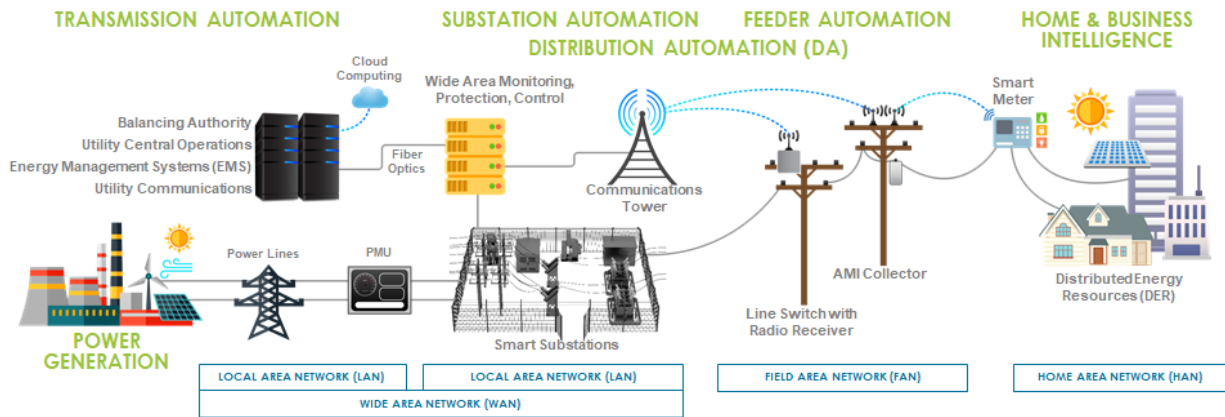 TRANSMISSION AUTOMATION
SUBSTATION AUTOMATION
FEEDER AUTOMATION
DISTRIBUTION AUTOMATION (DA)
HOME & BUSINESS
INTELLIGENCE
Cloud
Computing
Balancing Authority
Utility Central Operations
Energy Management Systems (EMS)
Utility Communications
Fiber
Optics
Wide Area Monitoring,
Protection, Control
Communications
Tower
Smart
Meter
Power Lines
PMU
Smart Substations
Line Switch with
Radio Receiver
AMI Collector
Distributed Energy
Resources (DER)
POWER
GENERATION
LOCAL AREA NETWORK (LAN)
LOCAL AREA NETWORK (LAN)
FIELD AREA NETWORK (FAN)
HOME AREA NETWORK (HAN)
WIDE AREA NETWORK (WAN)